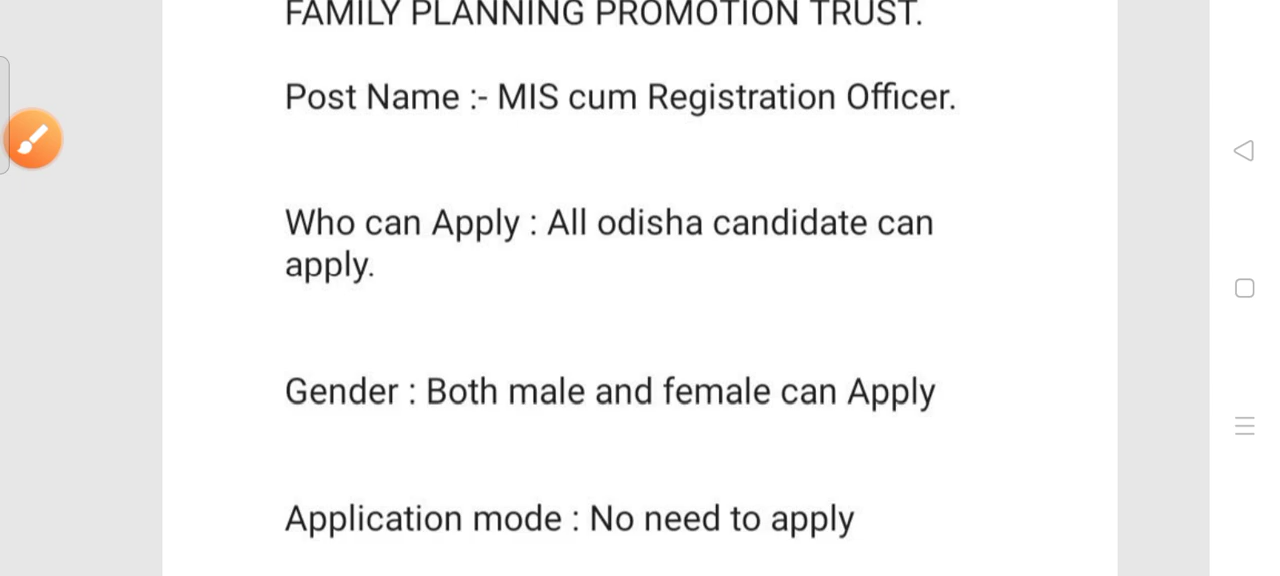 FAMILY PLANNING PROMOTION TRUST.
Post Name :- MIS cum Registration Officer.
Who can Apply : All odisha candidate can
apply.
Gender : Both male and female can Apply
Application mode : No need to apply